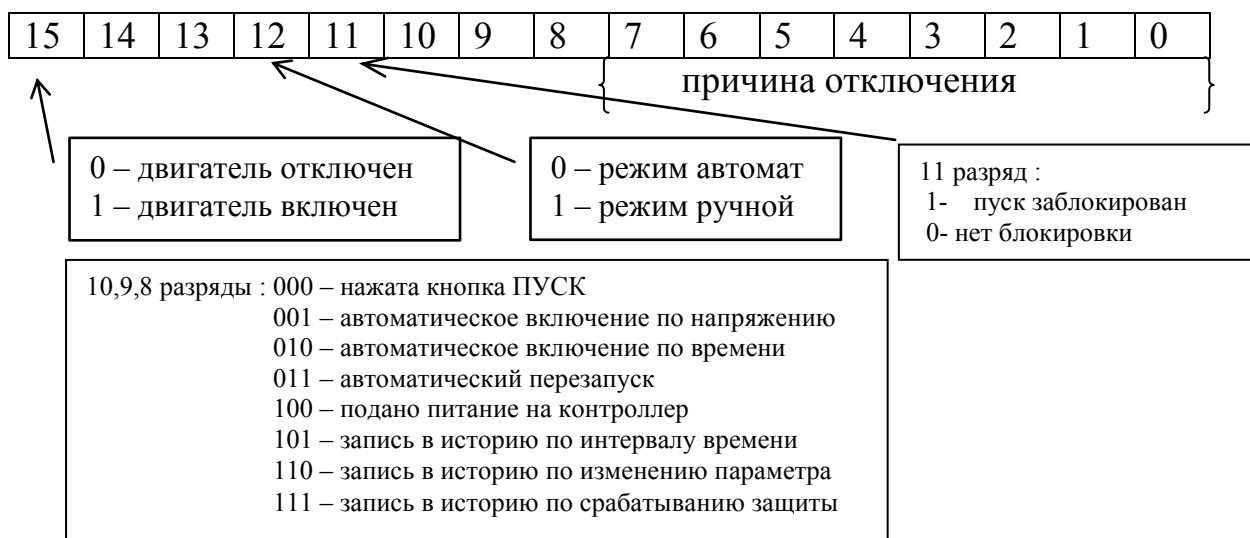 15 14 13 12 11 10 9 8 7 6 5 4 3 2 1 0
причина отключения
0 – двигатель отключен
1 – двигатель включен
0 – режим автомат
1 – режим ручной
11 разряд :
1- пуск заблокирован
0- нет блокировки
10,9,8 разряды : 000 – нажата кнопка ПУСК
001 – автоматическое включение по напряжению
010 – автоматическое включение по времени
011 – автоматический перезапуск
100 – подано питание на контроллер
101 – запись в историю по интервалу времени
110 – запись в историю по изменению параметра
111 – запись в историю по срабатыванию защиты